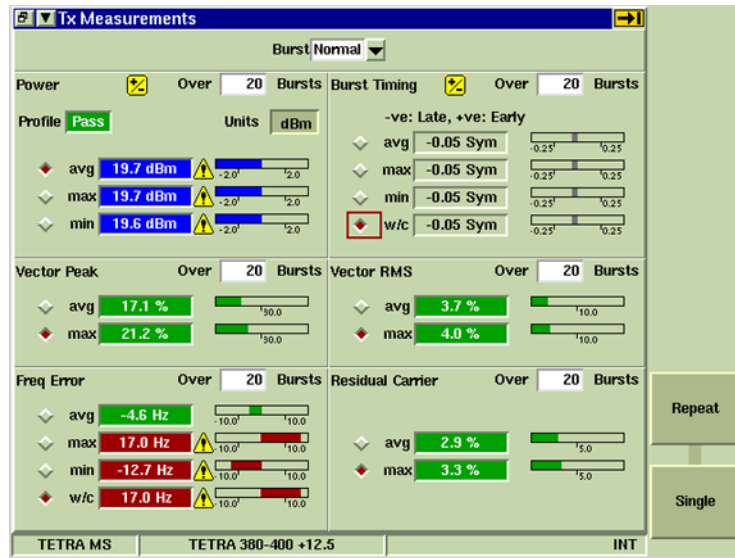 Tx Measurements
Burst Normal
Power +/- Over 20 Bursts
Profile Pass Units dBm
avg 19.7 dBm -2.0 2.0
max 19.7 dBm -2.0 2.0
min 19.6 dBm -2.0 2.0
Burst Timing +/- Over 20 Bursts
-ve: Late, +ve: Early
avg -0.05 Sym -0.25 0.25
max -0.05 Sym -0.25 0.25
min -0.05 Sym -0.25 0.25
w/c -0.05 Sym -0.25 0.25
Vector Peak Over 20 Bursts
avg 17.1 % 30.0
max 21.2 % 30.0
Vector RMS Over 20 Bursts
avg 3.7 % 10.0
max 4.0 % 10.0
Freq Error Over 20 Bursts
avg -4.6 Hz -10.0 10.0
max 17.0 Hz -10.0 10.0
min -12.7 Hz -10.0 10.0
w/c 17.0 Hz -10.0 10.0
Residual Carrier Over 20 Bursts
avg 2.9 % 5.0
max 3.3 % 5.0
Repeat
Single
TETRA MS TETRA 380-400 +12.5 INT